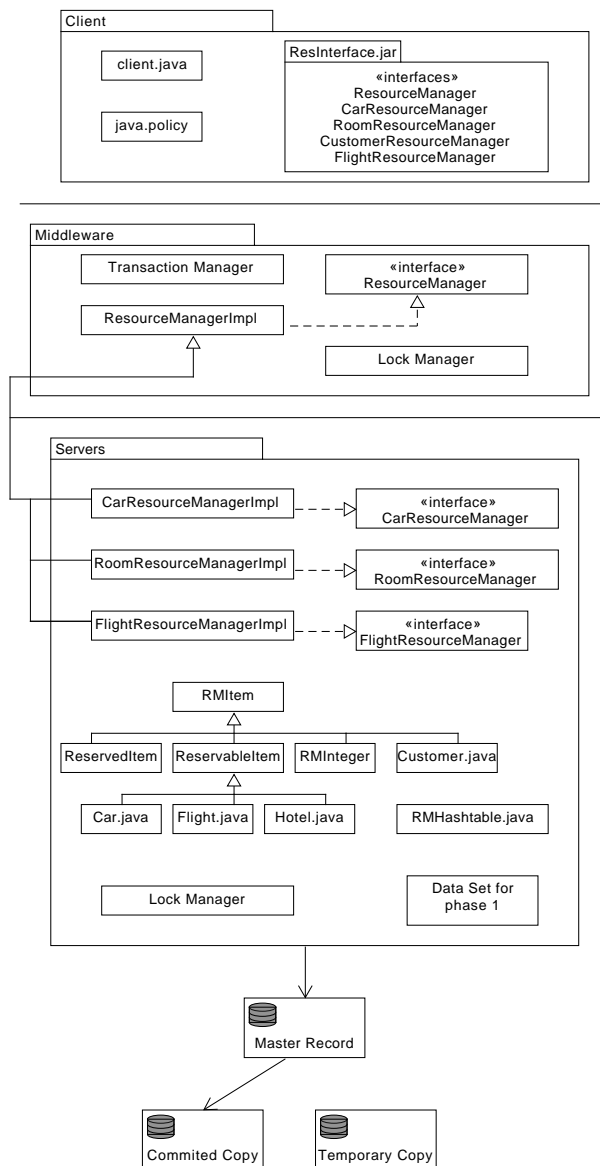 Client
client.java
java.policy
ResInterface.jar
«interfaces»
ResourceManager
CarResourceManager
RoomResourceManager
CustomerResourceManager
FlightResourceManager
Middleware
Transaction Manager
«interface»
ResourceManager
ResourceManagerImpl
Lock Manager
Servers
CarResourceManagerImpl
«interface»
CarResourceManager
RoomResourceManagerImpl
«interface»
RoomResourceManager
FlightResourceManagerImpl
«interface»
FlightResourceManager
RMItem
ReservedItem
ReservableItem
RMInteger
Customer.java
Car.java
Flight.java
Hotel.java
RMHashtable.java
Lock Manager
Data Set for
phase 1
Master Record
Commited Copy
Temporary Copy